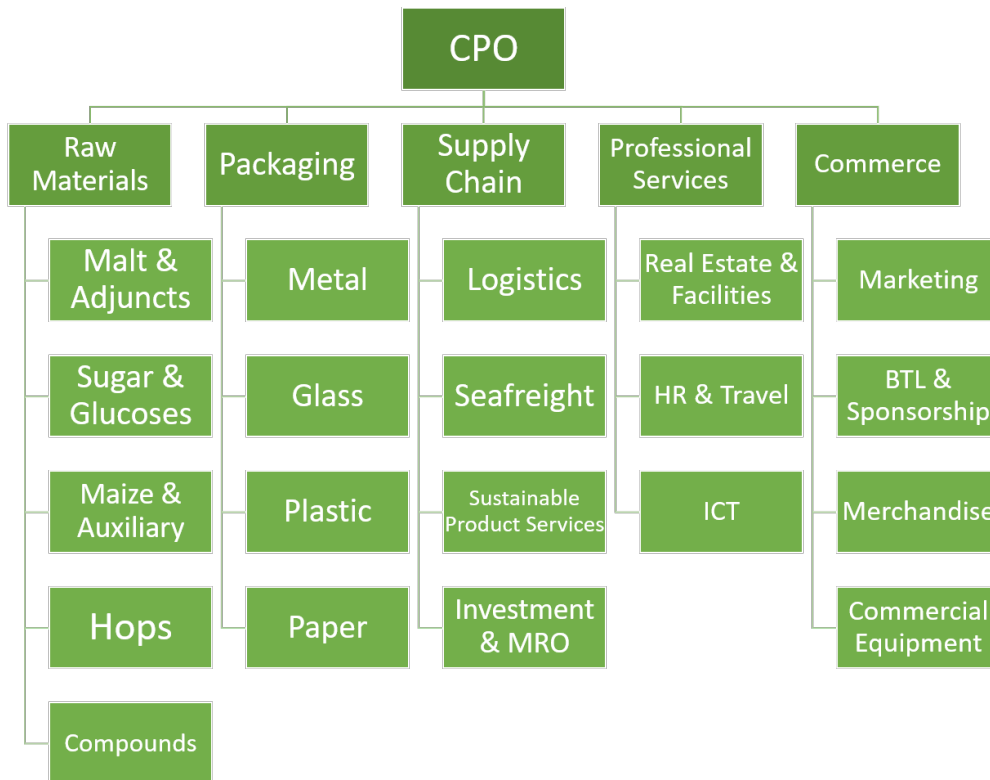 CPO
Raw
Materials
Packaging
Supply
Chain
Professional
Services
Commerce
Malt &
Adjuncts
Sugar &
Glucoses
Maize &
Auxiliary
Hops
Compounds
Metal
Glass
Plastic
Paper
Logistics
Seafreight
Sustainable
Product Services
Investment
& MRO
Real Estate &
Facilities
HR & Travel
ICT
Marketing
BTL &
Sponsorship
Merchandise
Commercial
Equipment